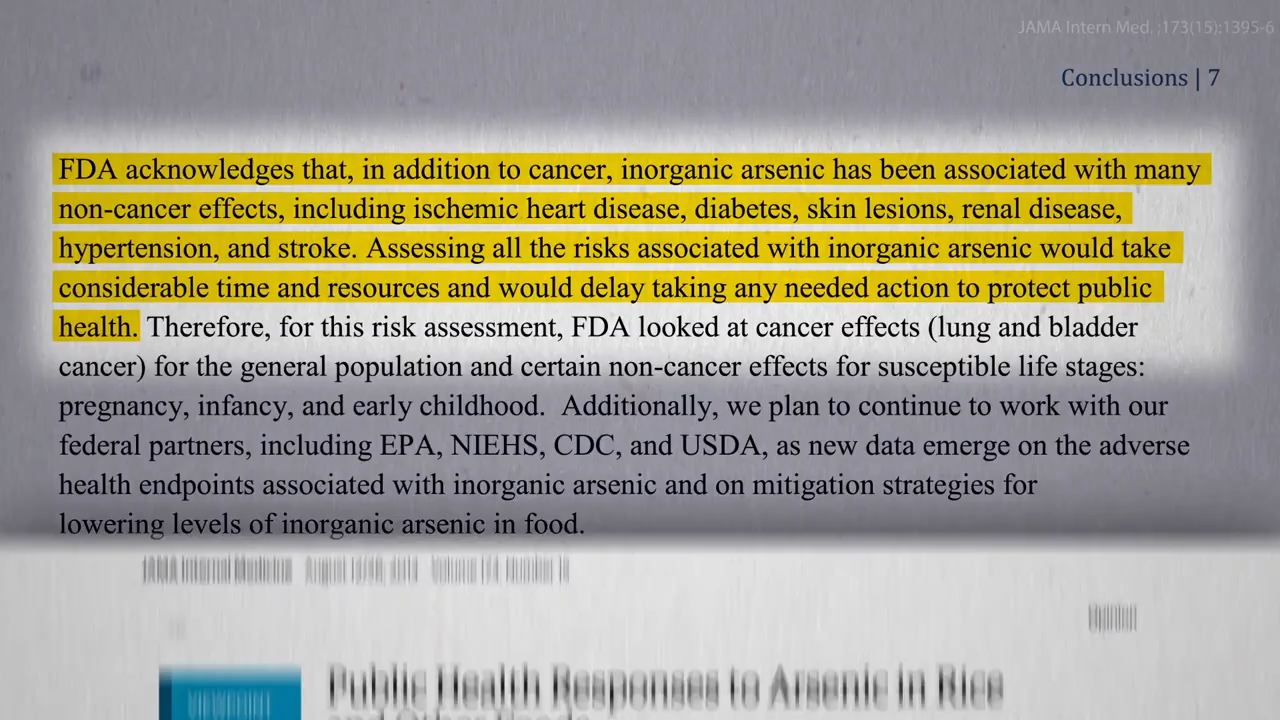 JAMA Intern Med. ;173(15):1395-6
Conclusions | 7
FDA acknowledges that, in addition to cancer, inorganic arsenic has been associated with many
non-cancer effects, including ischemic heart disease, diabetes, skin lesions, renal disease,
hypertension, and stroke. Assessing all the risks associated with inorganic arsenic would take
considerable time and resources and would delay taking any needed action to protect public
health. Therefore, for this risk assessment, FDA looked at cancer effects (lung and bladder
cancer) for the general population and certain non-cancer effects for susceptible life stages:
pregnancy, infancy, and early childhood. Additionally, we plan to continue to work with our
federal partners, including EPA, NIEHS, CDC, and USDA, as new data emerge on the adverse
health endpoints associated with inorganic arsenic and on mitigation strategies for
lowering levels of inorganic arsenic in food.
JAMA Internal Medicine August
Opinion
VIEWPOINT
Public Health Responses to Arsenic in Rice
and Other Foods